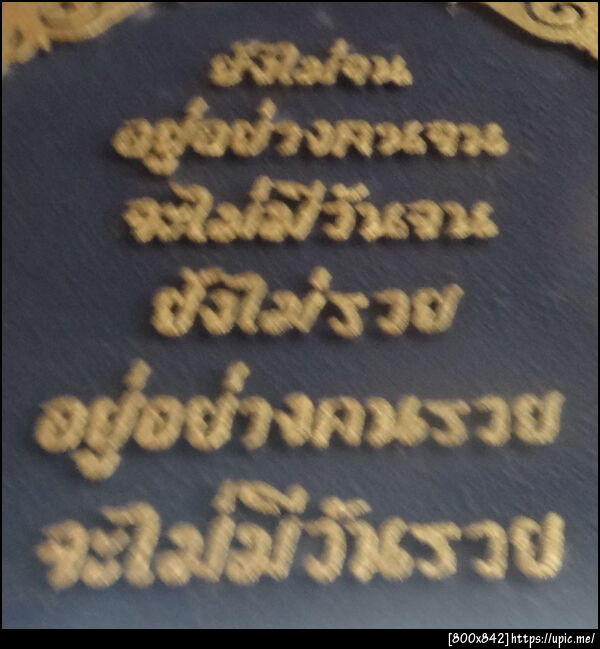 ยังไม่จน
อยู่อย่างคนจน
จะไม่มีวันจน
ยังไม่รวย
อยู่อย่างคนรวย
จะไม่มีวันรวย
[800x842]https://upic.me/